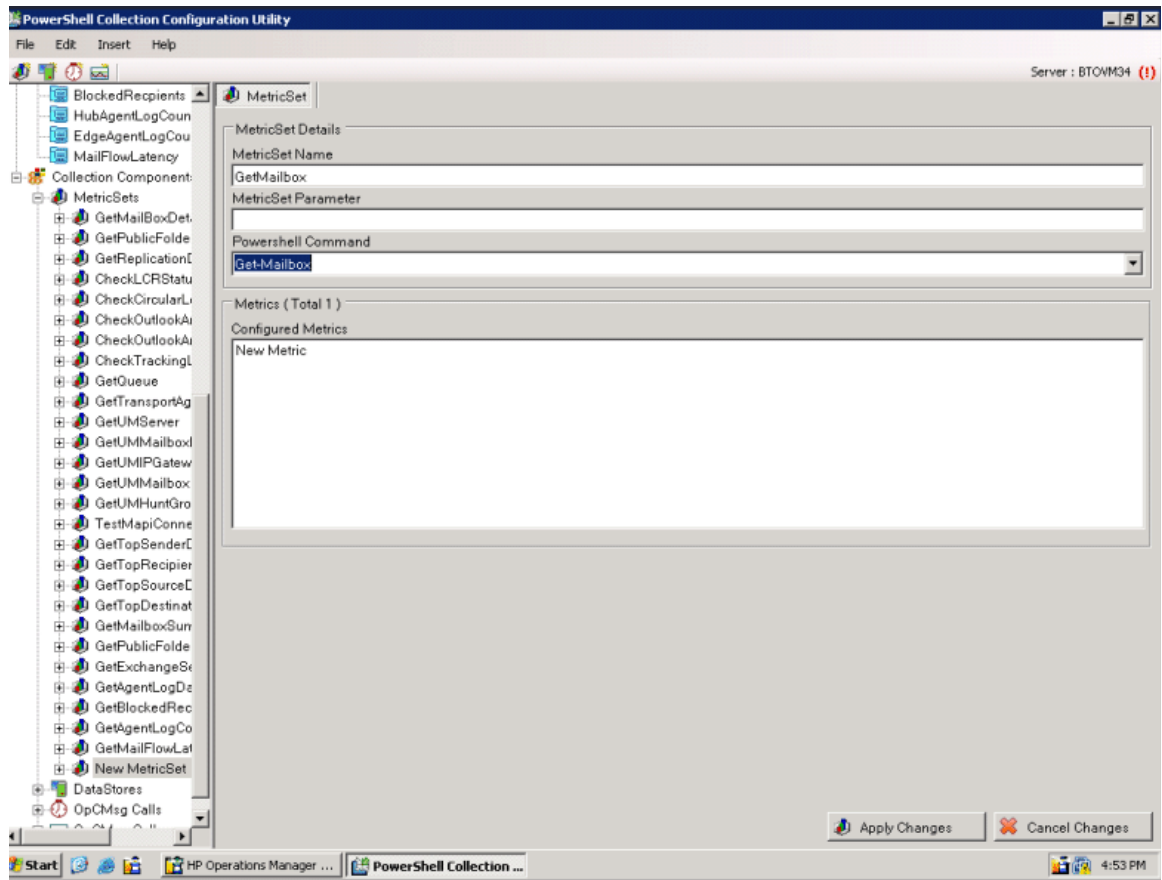 PowerShell Collection Configuration Utility
File Edit Insert Help
Server : BTOVM34 (!)
BlockedRecpients
HubAgentLogCoun
EdgeAgentLogCou
MailFlowLatency
Collection Component
MetricSets
GetMailBoxDet
GetPublicFolde
GetReplication
CheckLCRStatu
CheckCircularL
CheckOutlookA
CheckOutlookA
CheckTrackingL
GetQueue
GetTransportAg
GetUMServer
GetUMMailbox
GetUMIPGatew
GetUMMailbox
GetUMHuntGro
TestMapiConne
GetTopSender
GetTopRecipier
GetTopSource
GetTopDestinat
GetMailboxSum
GetPublicFolde
GetExchangeSe
GetAgentLogDa
GetBlockedRec
GetAgentLogCo
GetMailFlowLat
New MetricSet
DataStores
OpCMsg Calls
MetricSet
MetricSet Details
MetricSet Name
GetMailbox
MetricSet Parameter
Powershell Command
Get-Mailbox
Metrics ( Total 1 )
Configured Metrics
New Metric
Apply Changes Cancel Changes
Start HP Operations Manager ... PowerShell Collection ... 4:53 PM